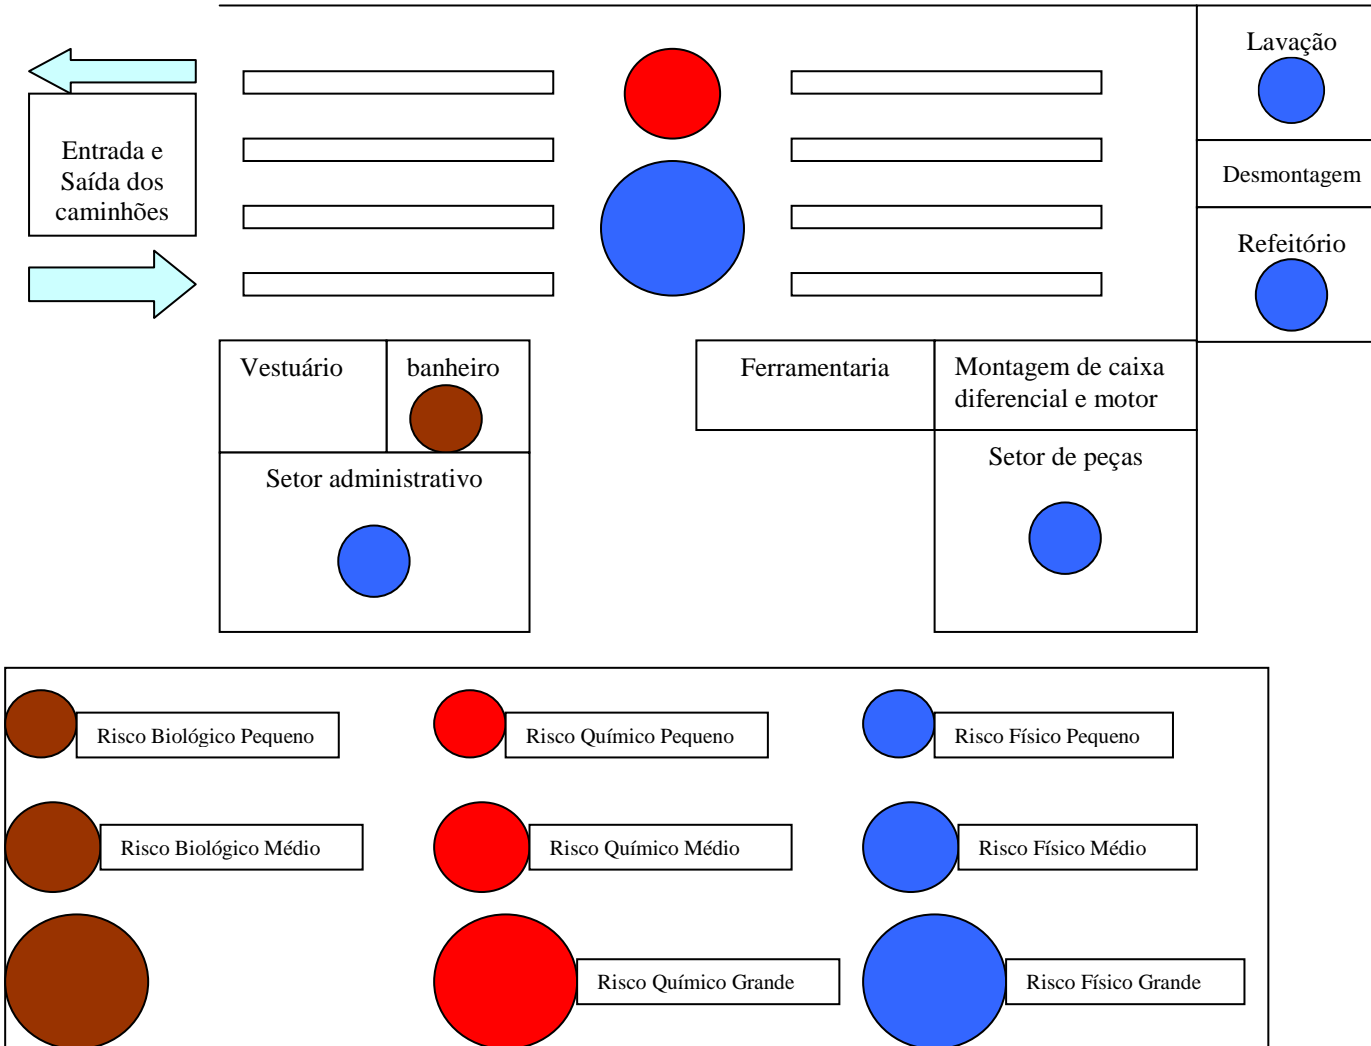 Lavação
Entrada e
Saída dos
caminhões
Desmontagem
Refeitório
Vestuário
banheiro
Ferramentaria
Montagem de caixa
diferencial e motor
Setor administrativo
Setor de peças
Risco Biológico Pequeno
Risco Químico Pequeno
Risco Físico Pequeno
Risco Biológico Médio
Risco Químico Médio
Risco Físico Médio
Risco Químico Grande
Risco Físico Grande